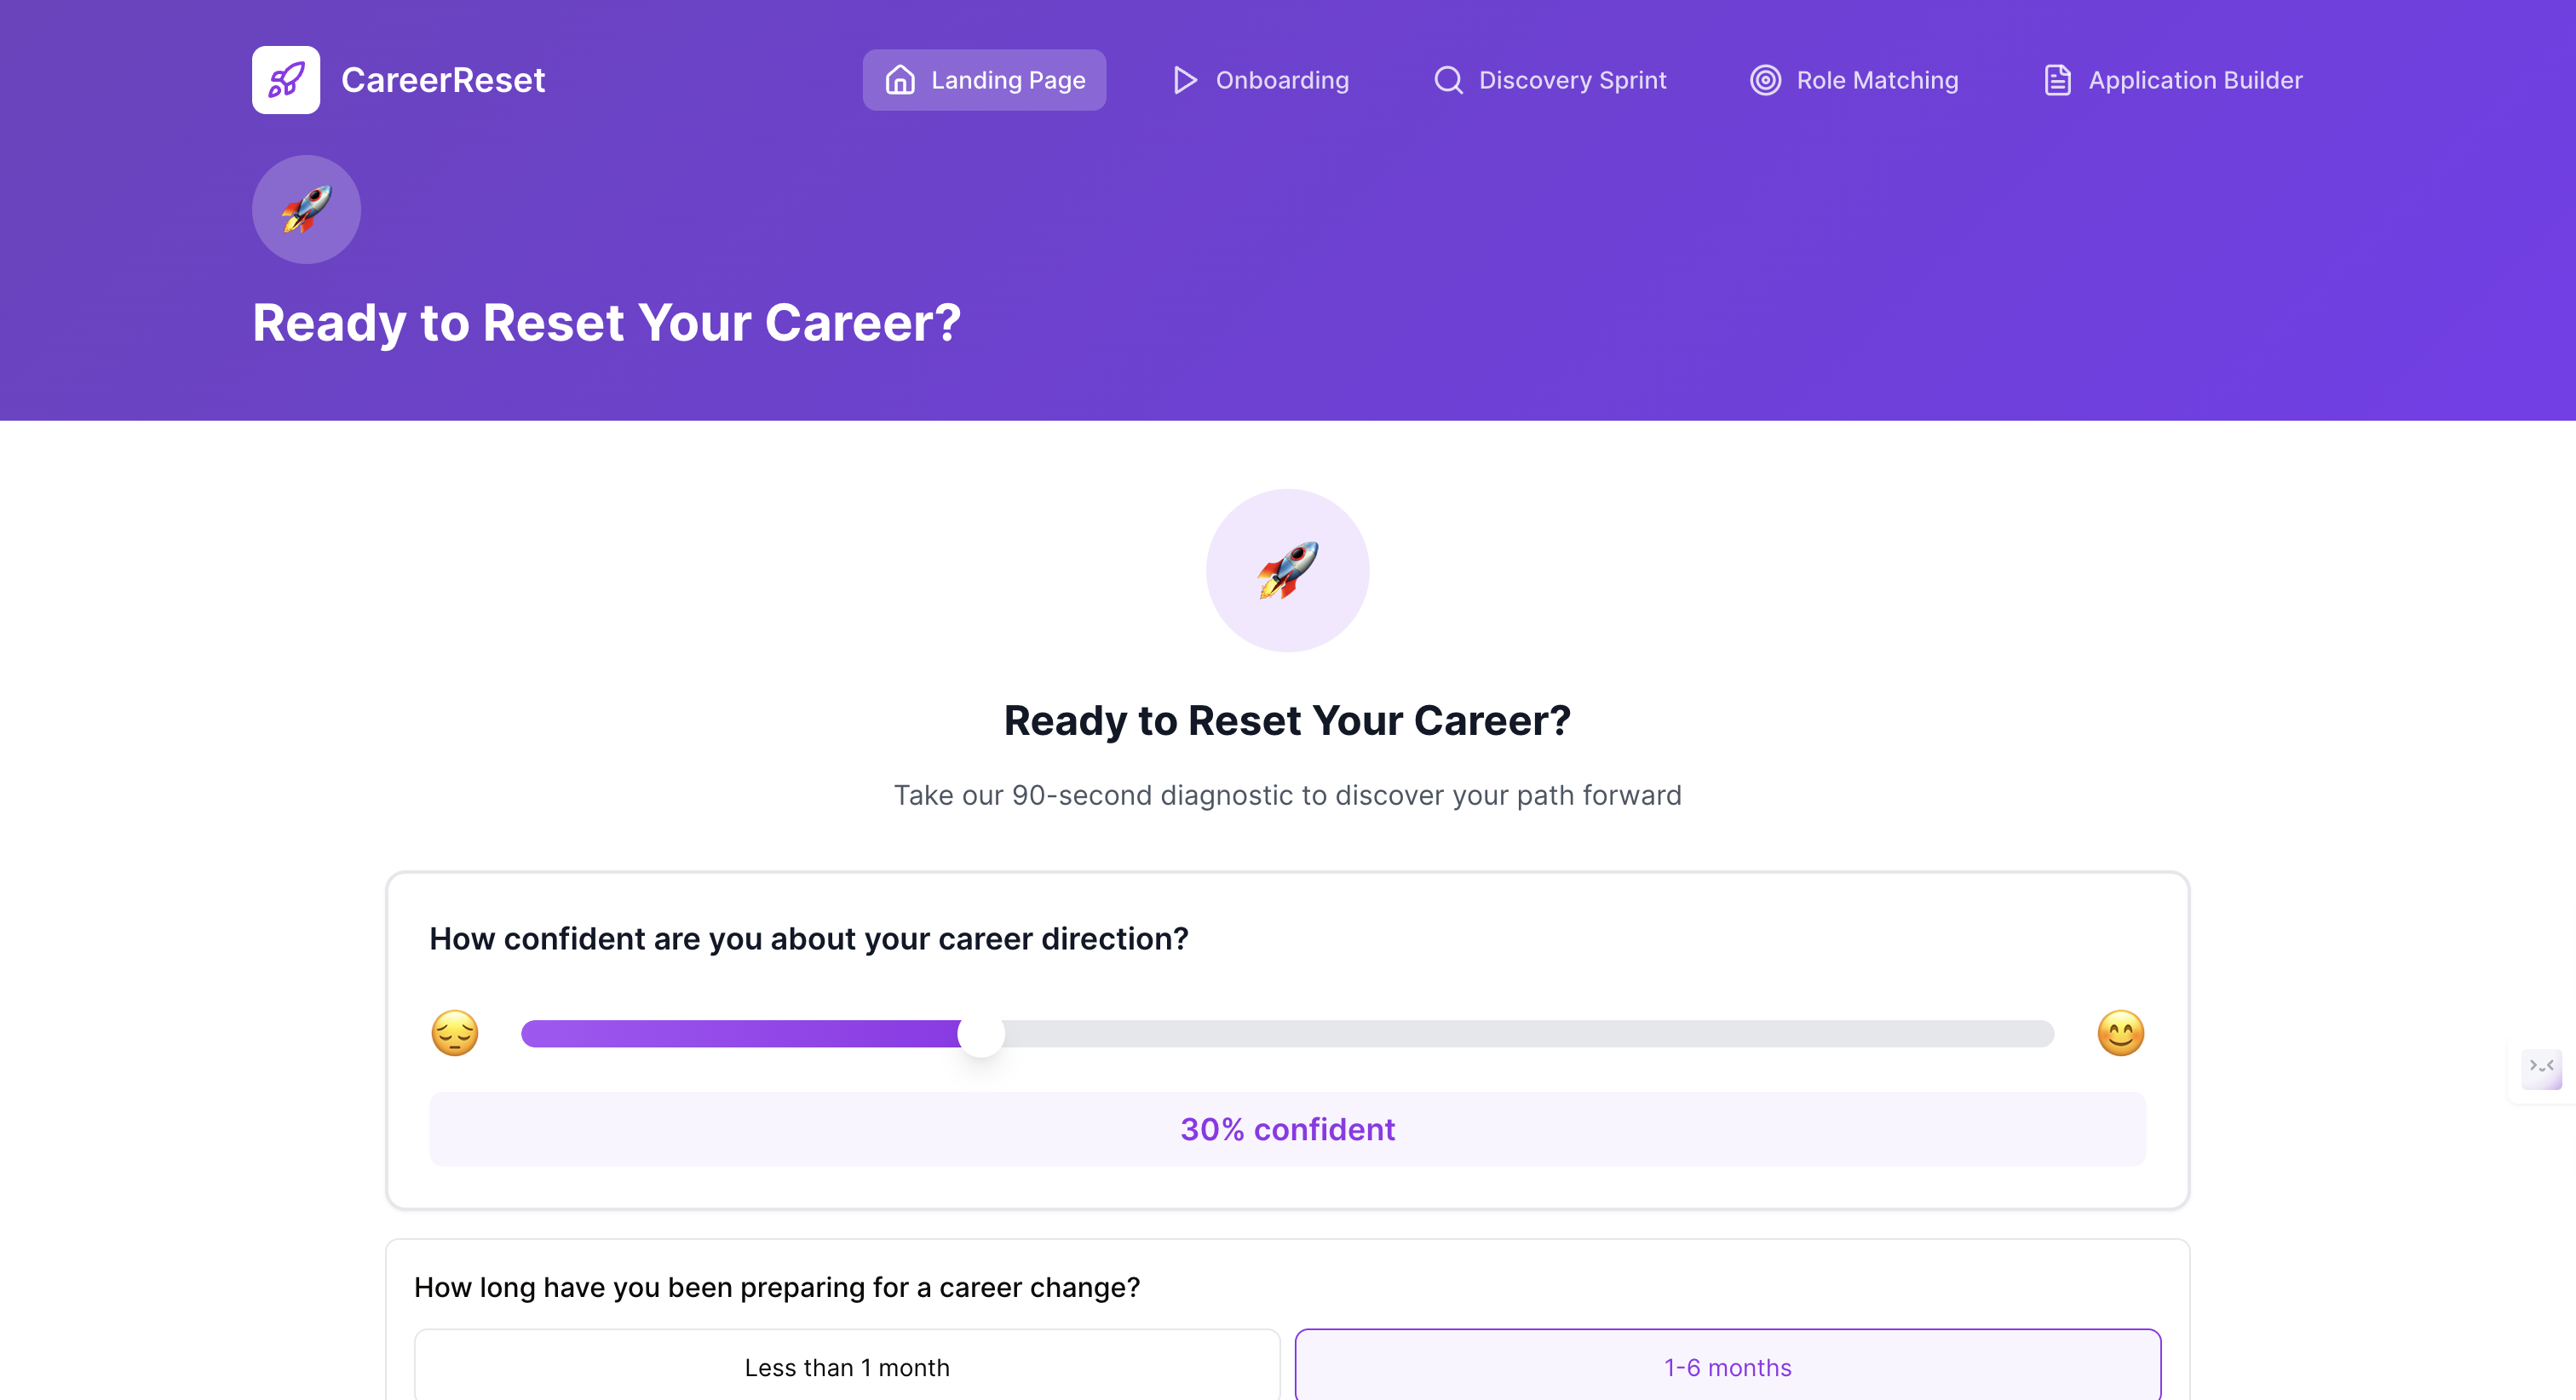 CareerReset
Landing Page
Onboarding
Discovery Sprint
Role Matching
Application Builder
Ready to Reset Your Career?
Ready to Reset Your Career?
Take our 90-second diagnostic to discover your path forward
How confident are you about your career direction?
30% confident
How long have you been preparing for a career change?
Less than 1 month
1-6 months